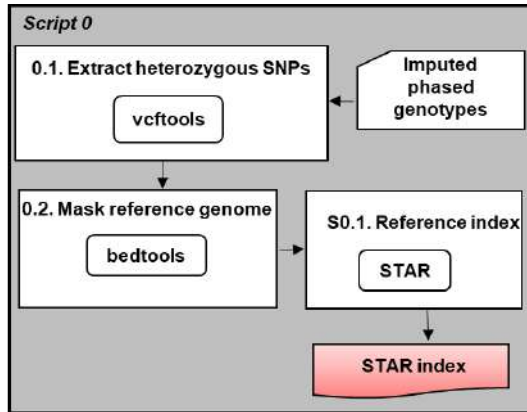 Script 0
0.1. Extract heterozygous SNPs
vcftools
Imputed
phased
genotypes
0.2. Mask reference genome
bedtools
S0.1. Reference index
STAR
STAR index